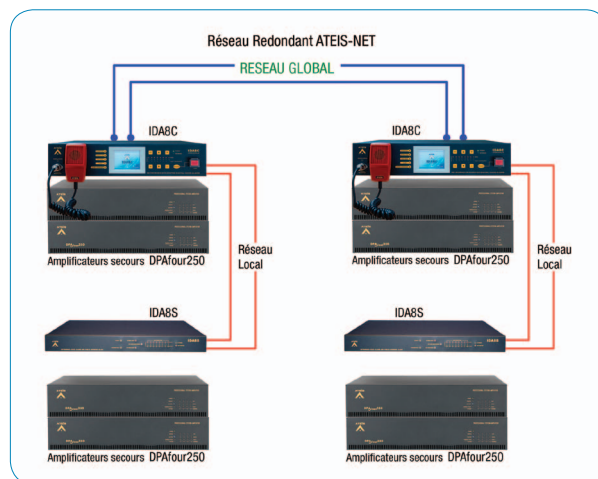 Réseau Redondant ATEIS-NET
RESEAU GLOBAL
IDA8C
IDA8C
Réseau
Local
Réseau
Local
Amplificateurs secours DPAfour250
Amplificateurs secours DPAfour250
IDA8S
IDA8S
Amplificateurs secours DPAfour250
Amplificateurs secours DPAfour250